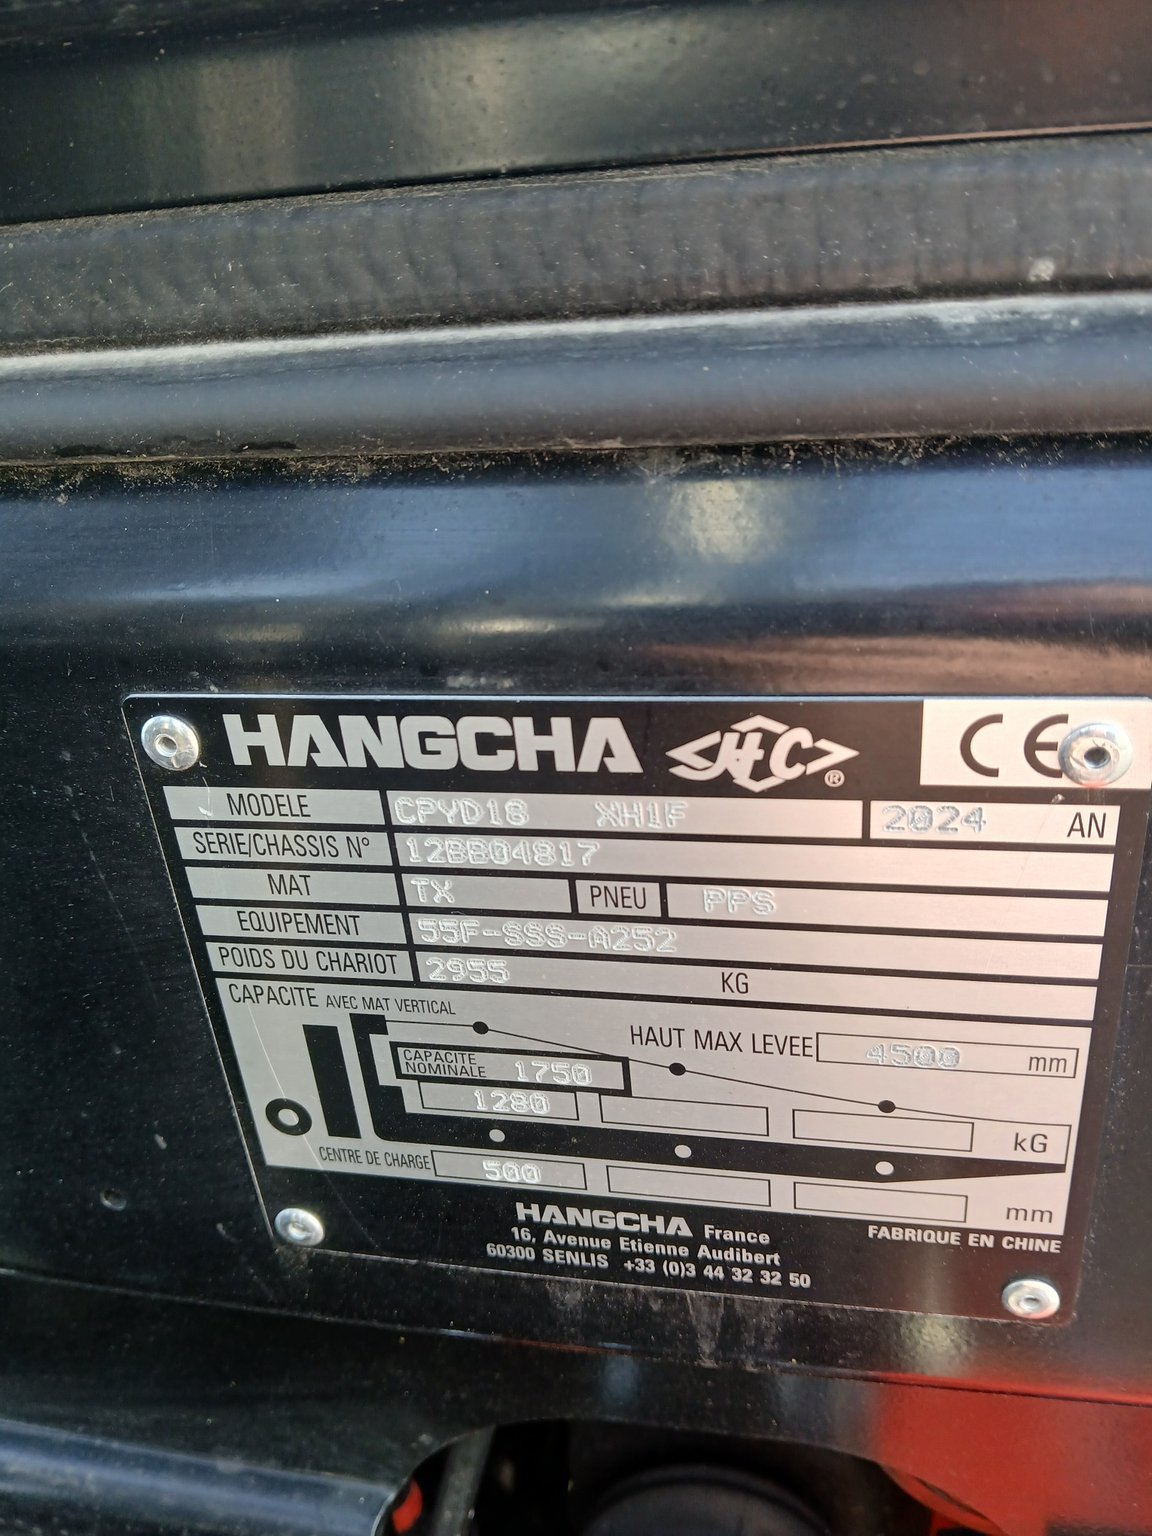 HANGCHA HC ® CE
MODELE CPYD18 XH1F 2024 AN
SERIE/CHASSIS N° 12BB04817
MAT TX PNEU PPS
EQUIPEMENT 55F-SSS-A252
POIDS DU CHARIOT 2955 KG
CAPACITE AVEC MAT VERTICAL
HAUT MAX LEVEE 4500 mm
CAPACITE NOMINALE 1750
1280 kG
CENTRE DE CHARGE 500 mm
HANGCHA France
16, Avenue Etienne Audibert
60300 SENLIS +33 (0)3 44 32 32 50
FABRIQUE EN CHINE